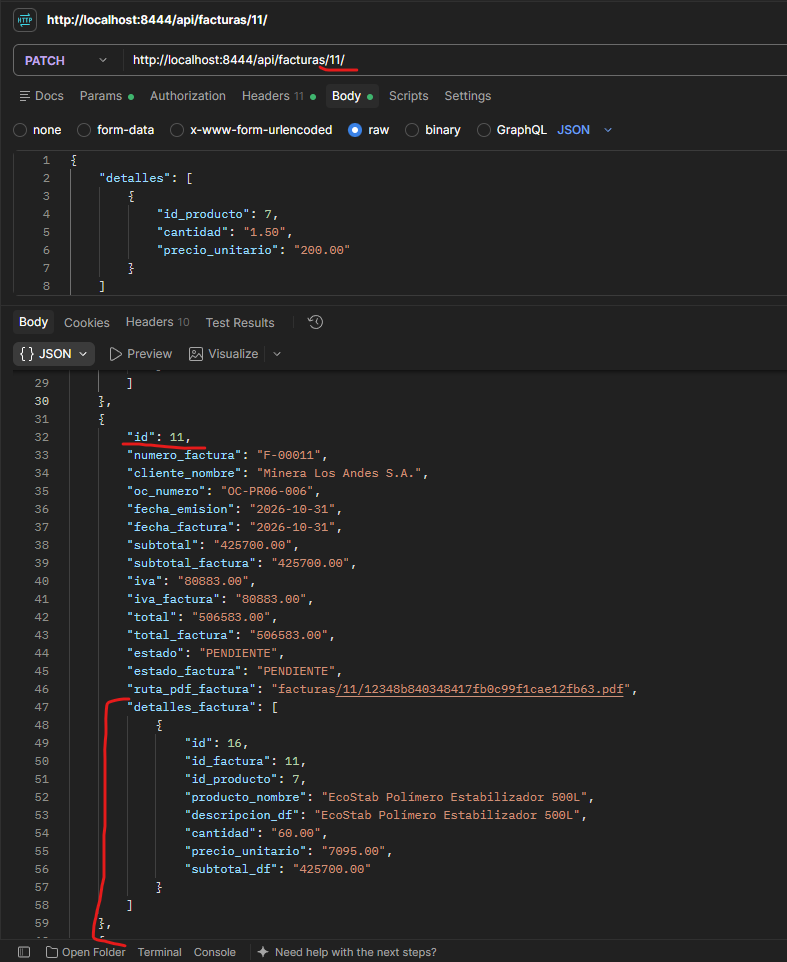 HTTP http://localhost:8444/api/facturas/11/
PATCH http://localhost:8444/api/facturas/11/
Docs Params Authorization Headers 11 Body Scripts Settings
none form-data x-www-form-urlencoded raw binary GraphQL JSON
1 {
2 "detalles": [
3 {
4 "id_producto": 7,
5 "cantidad": "1.50",
6 "precio_unitario": "200.00"
7 }
8 ]
Body Cookies Headers 10 Test Results
{ } JSON Preview Visualize
29 ]
30 },
31 {
32 "id": 11,
33 "numero_factura": "F-00011",
34 "cliente_nombre": "Minera Los Andes S.A.",
35 "oc_numero": "OC-PR06-006",
36 "fecha_emision": "2026-10-31",
37 "fecha_factura": "2026-10-31",
38 "subtotal": "425700.00",
39 "subtotal_factura": "425700.00",
40 "iva": "80883.00",
41 "iva_factura": "80883.00",
42 "total": "506583.00",
43 "total_factura": "506583.00",
44 "estado": "PENDIENTE",
45 "estado_factura": "PENDIENTE",
46 "ruta_pdf_factura": "facturas/11/12348b840348417fb0c99f1cae12fb63.pdf",
47 "detalles_factura": [
48 {
49 "id": 16,
50 "id_factura": 11,
51 "id_producto": 7,
52 "producto_nombre": "EcoStab Polímero Estabilizador 500L",
53 "descripcion_df": "EcoStab Polímero Estabilizador 500L",
54 "cantidad": "60.00",
55 "precio_unitario": "7095.00",
56 "subtotal_df": "425700.00"
57 }
58 ]
59 },
Open Folder Terminal Console Need help with the next steps?